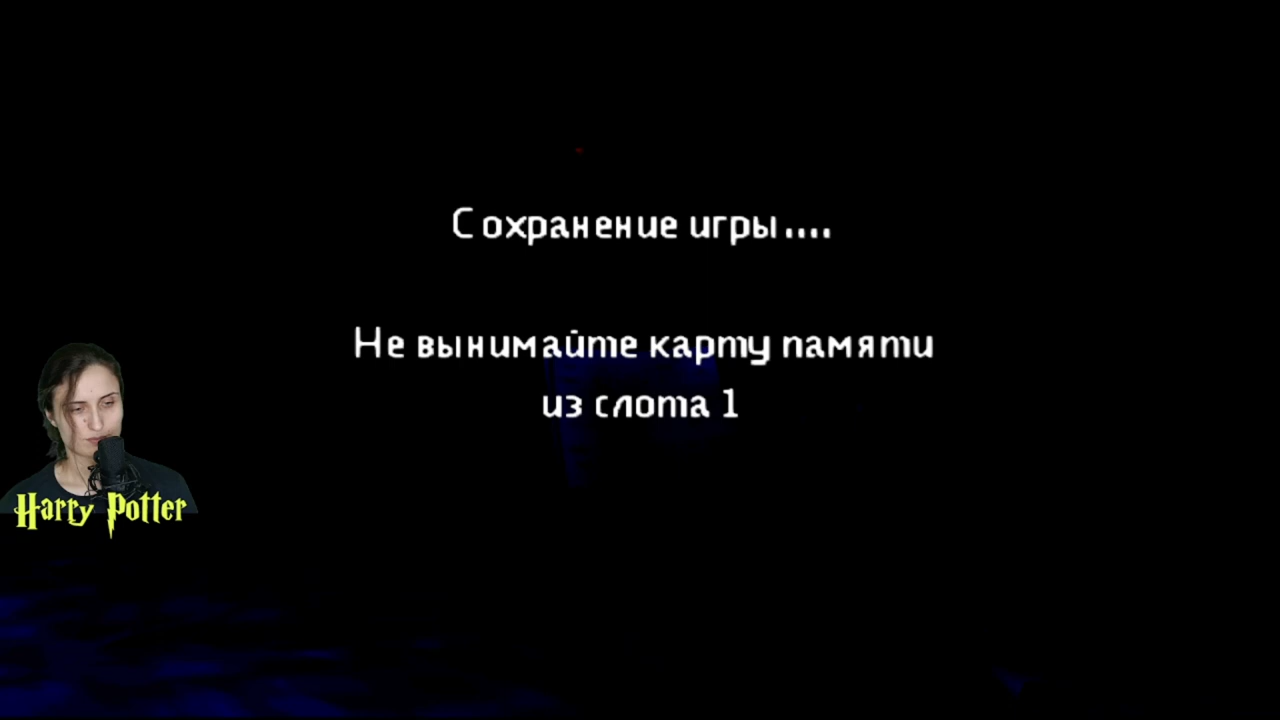 Сохранение игры....
Не вынимайте карту памяти
из слота 1
Harry Potter